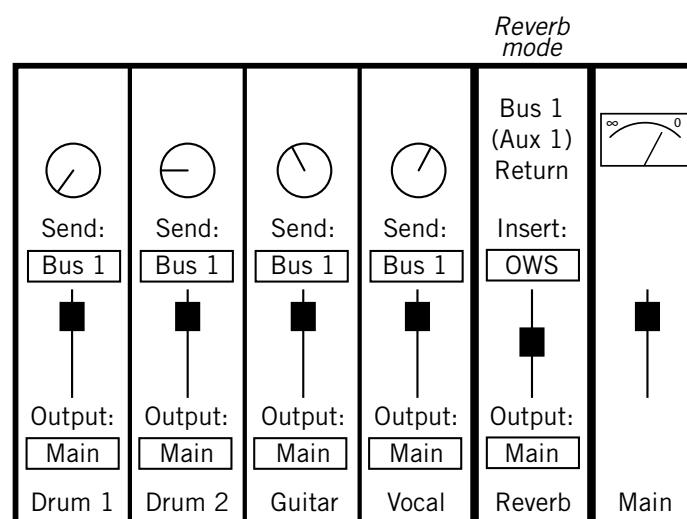 Reverb
mode
Bus 1
(Aux 1)
Return
∞ 0
Send: Send: Send: Send: Insert:
Bus 1 Bus 1 Bus 1 Bus 1 OWS
Output: Output: Output: Output: Output:
Main Main Main Main Main
Drum 1 Drum 2 Guitar Vocal Reverb Main